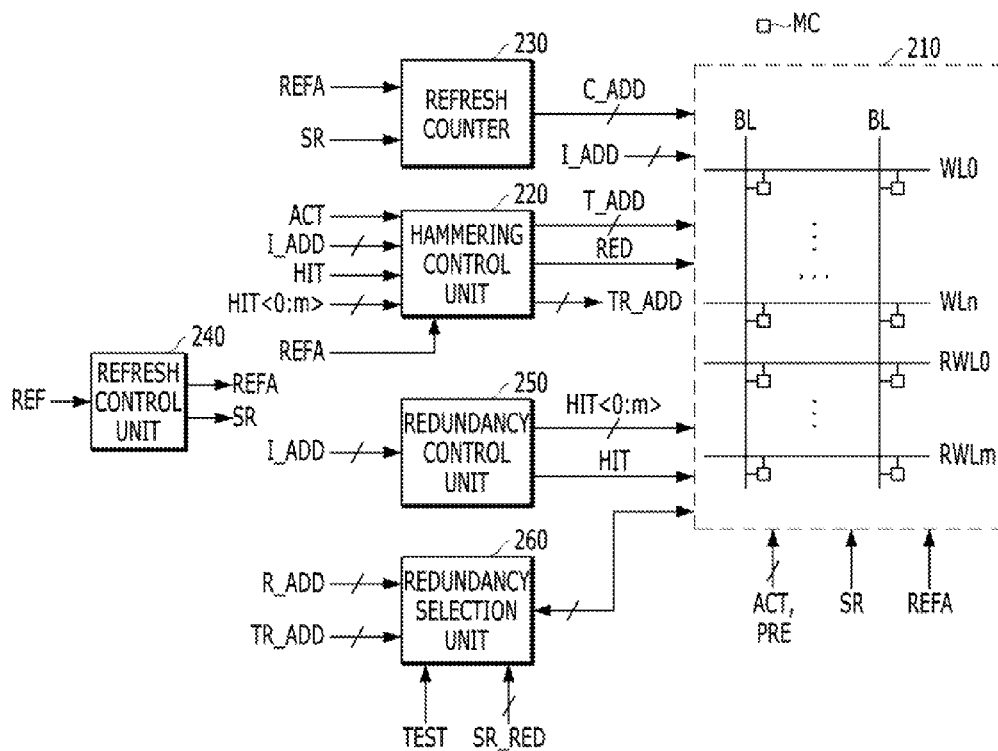 MC
230
210
REFA
REFRESH
COUNTER
C_ADD
SR
BL
BL
I_ADD
WL0
220
ACT
T_ADD
I_ADD
HAMMERING
CONTROL
UNIT
RED
HIT
HIT<0:m>
TR_ADD
WLn
REFA
240
RWL0
REF
REFRESH
CONTROL
UNIT
REFA
SR
250
HIT<0:m>
I_ADD
REDUNDANCY
CONTROL
UNIT
HIT
RWLm
260
R_ADD
REDUNDANCY
SELECTION
UNIT
TR_ADD
ACT,
PRE
SR
REFA
TEST
SR_RED